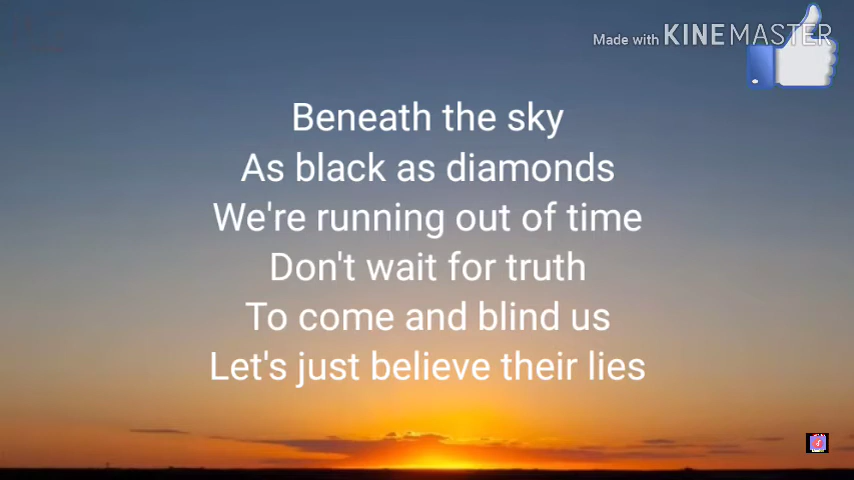 Made with KINEMASTER
Beneath the sky
As black as diamonds
We're running out of time
Don't wait for truth
To come and blind us
Let's just believe their lies